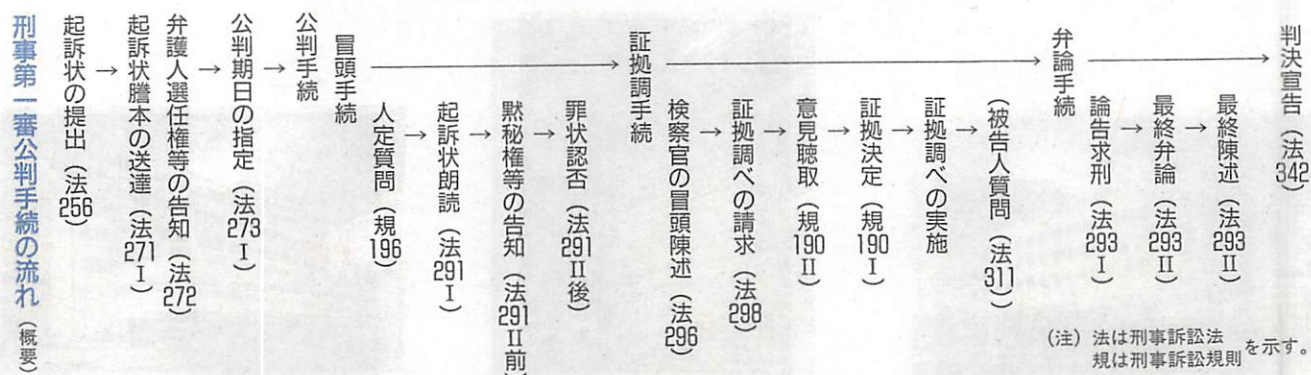 刑事第一審公判手続の流れ（概要）
起訴状の提出（法256）
→
起訴状謄本の送達（法271Ⅰ）
弁護人選任権等の告知（法272）
→
公判期日の指定（法273Ⅰ）
→
公判手続
冒頭手続
人定質問（規196）
→
起訴状朗読（法291Ⅰ）
→
黙秘権等の告知（法291Ⅱ前）
→
罪状認否（法291Ⅱ後）
→
証拠調手続
検察官の冒頭陳述（法296）
→
証拠調べの請求（法298）
→
意見聴取（規190Ⅱ）
→
証拠決定（規190Ⅰ）
→
証拠調べの実施
→
（被告人質問（法311））
→
弁論手続
論告求刑（法293Ⅰ）
→
最終弁論（法293Ⅱ）
→
最終陳述（法293Ⅱ）
→
判決宣告（法342
（注）法は刑事訴訟法
規は刑事訴訟規則
を示す。